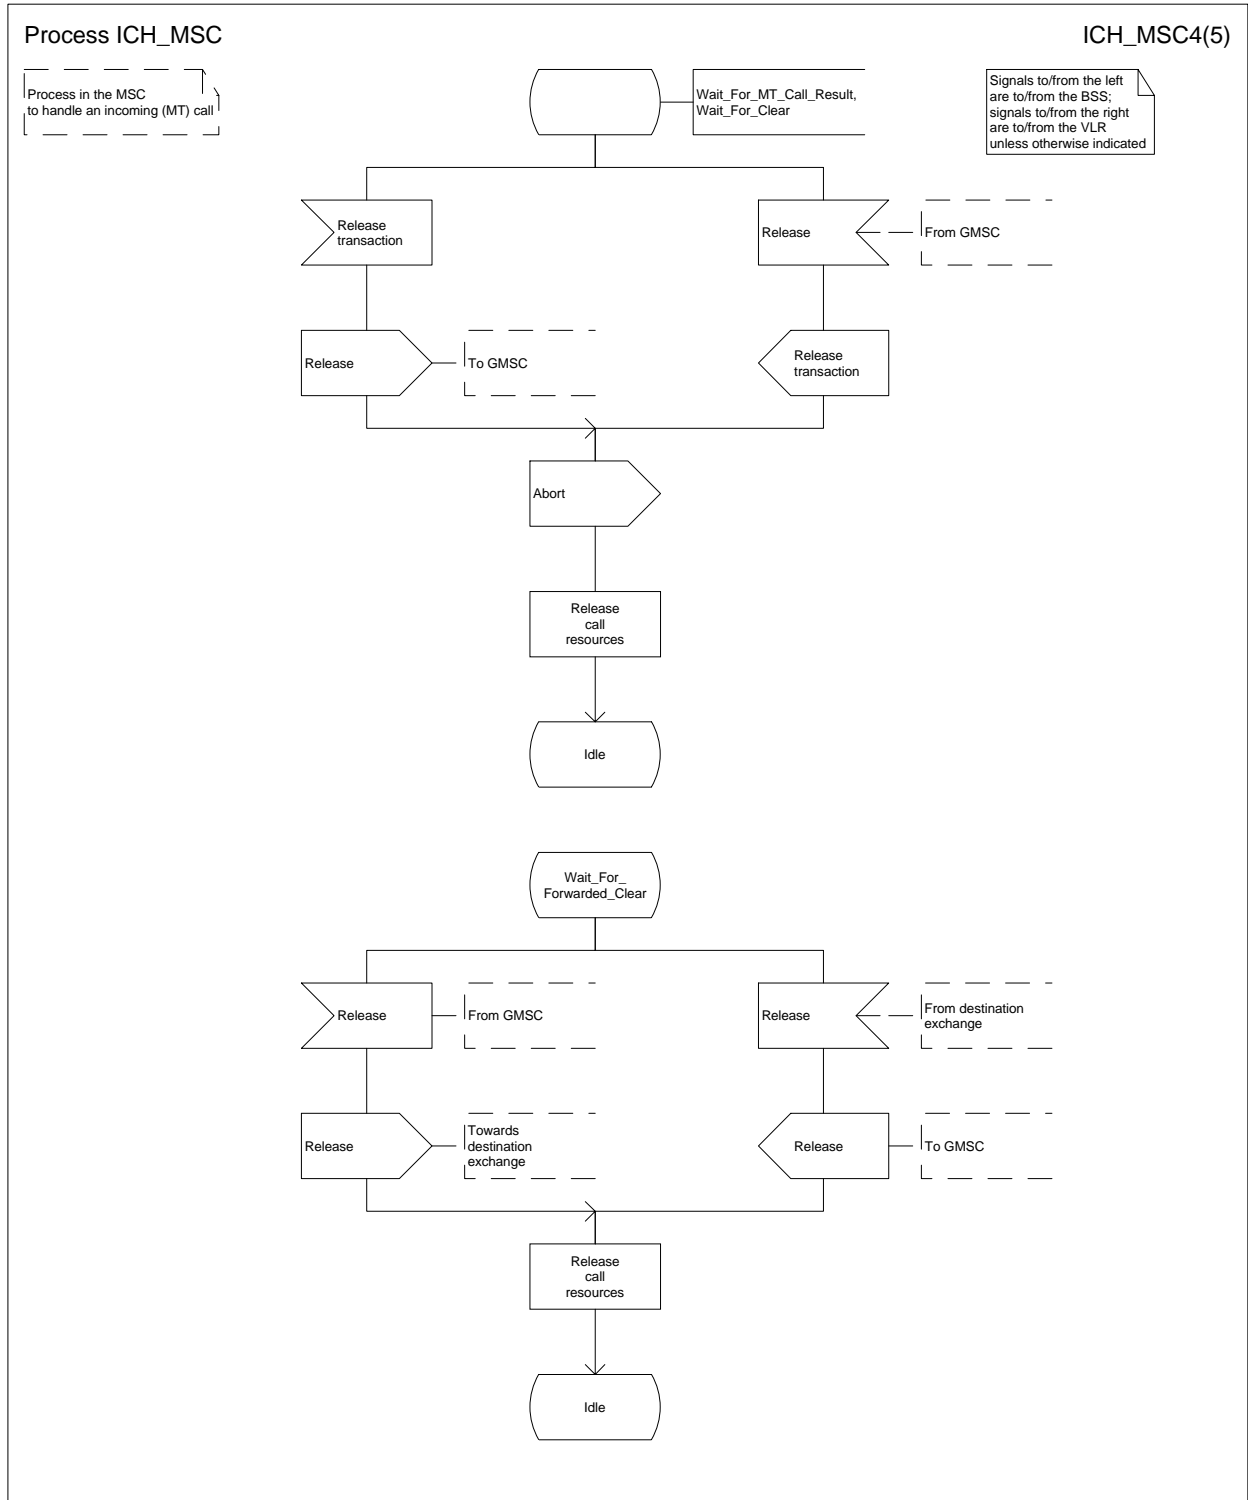 Process ICH_MSC
ICH_MSC4(5)
Process in the MSC
to handle an incoming (MT) call
Wait_For_MT_Call_Result,
Wait_For_Clear
Signals to/from the left
are to/from the BSS;
signals to/from the right
are to/from the VLR
unless otherwise indicated
Release
transaction
Release
From GMSC
Release
To GMSC
Release
transaction
Abort
Release
call
resources
Idle
Wait_For_
Forwarded_Clear
Release
From GMSC
Release
From destination
exchange
Release
Towards
destination
exchange
Release
To GMSC
Release
call
resources
Idle